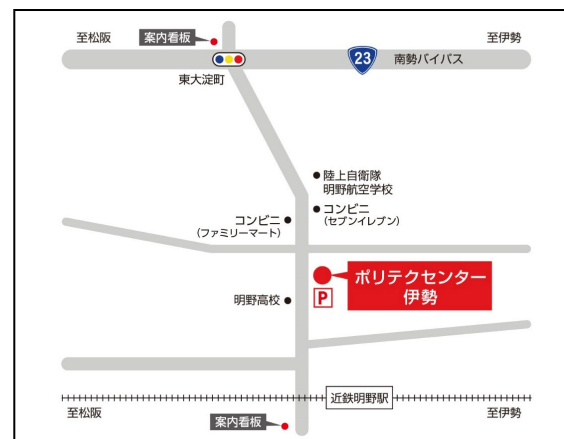 至松阪
案内看板
至伊勢
23
南勢バイパス
東大淀町
陸上自衛隊
明野航空学校
コンビニ
(ファミリーマート)
コンビニ
(セブンイレブン)
ポリテクセンター
伊勢
P
明野高校
近鉄明野駅
至松阪
至伊勢
案内看板